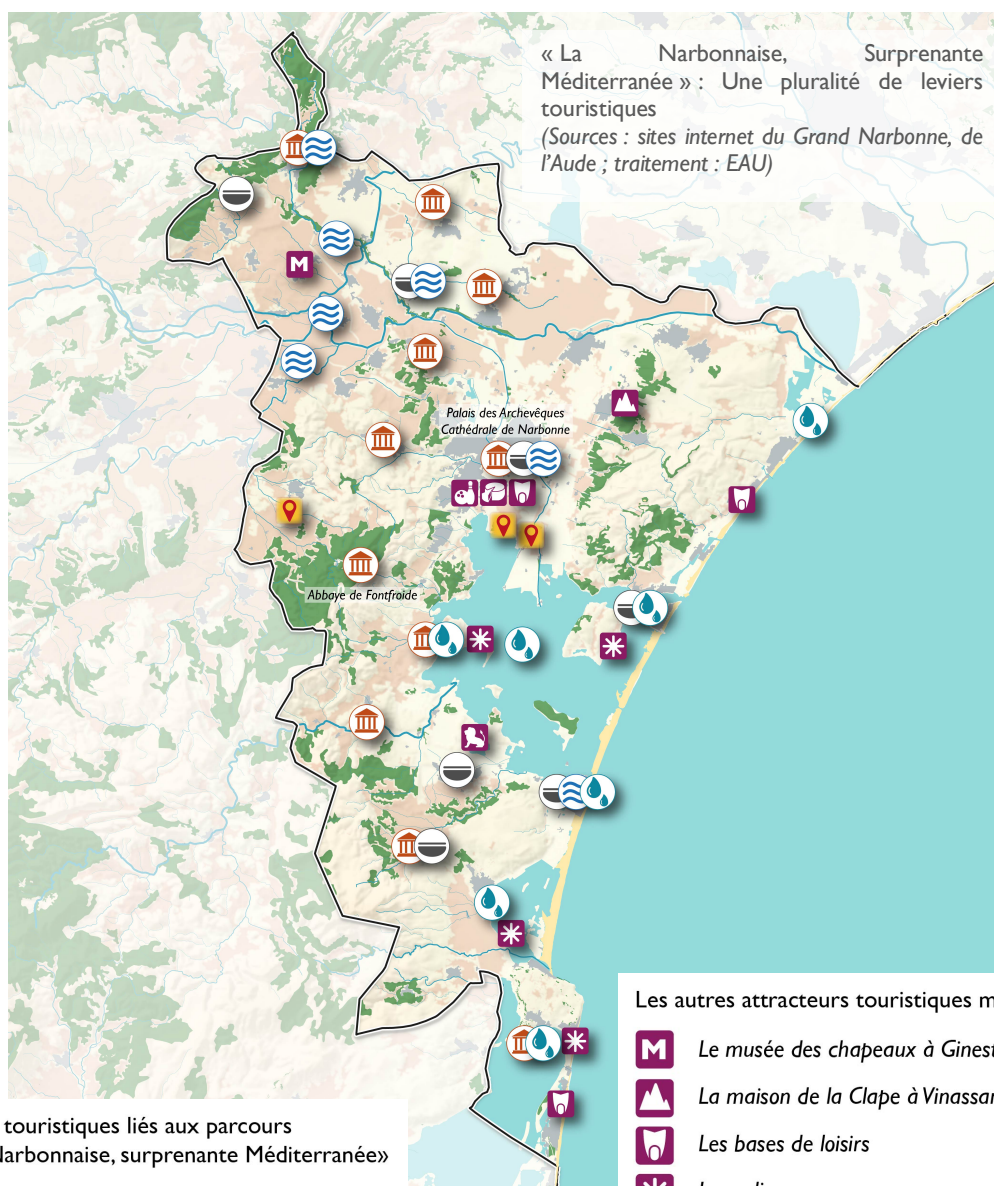 « La Narbonnaise, Surprenante
Méditerranée » : Une pluralité de leviers
touristiques
(Sources : sites internet du Grand Narbonne, de
l'Aude ; traitement : EAU)
M
Palais des Archevêques
Cathédrale de Narbonne
Abbaye de Fontfroide
Les autres attracteurs touristiques m
M Le musée des chapeaux à Ginest
La maison de la Clape à Vinassan
Les bases de loisirs
touristiques liés aux parcours
Narbonnaise, surprenante Méditerranée»